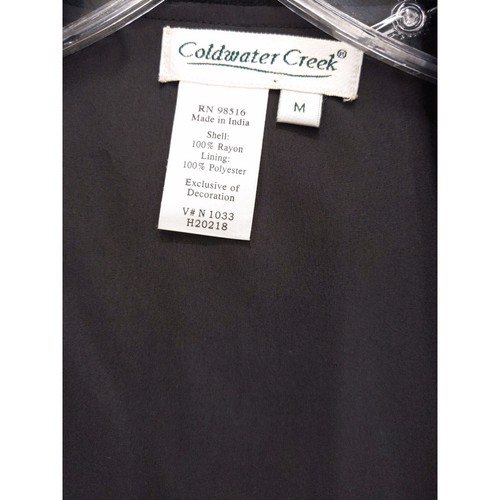 Coldwater Creek®
M
RN 98516
Made in India
Shell:
100% Rayon
Lining:
100% Polyester
Exclusive of
Decoration
V# N 1033
H20218